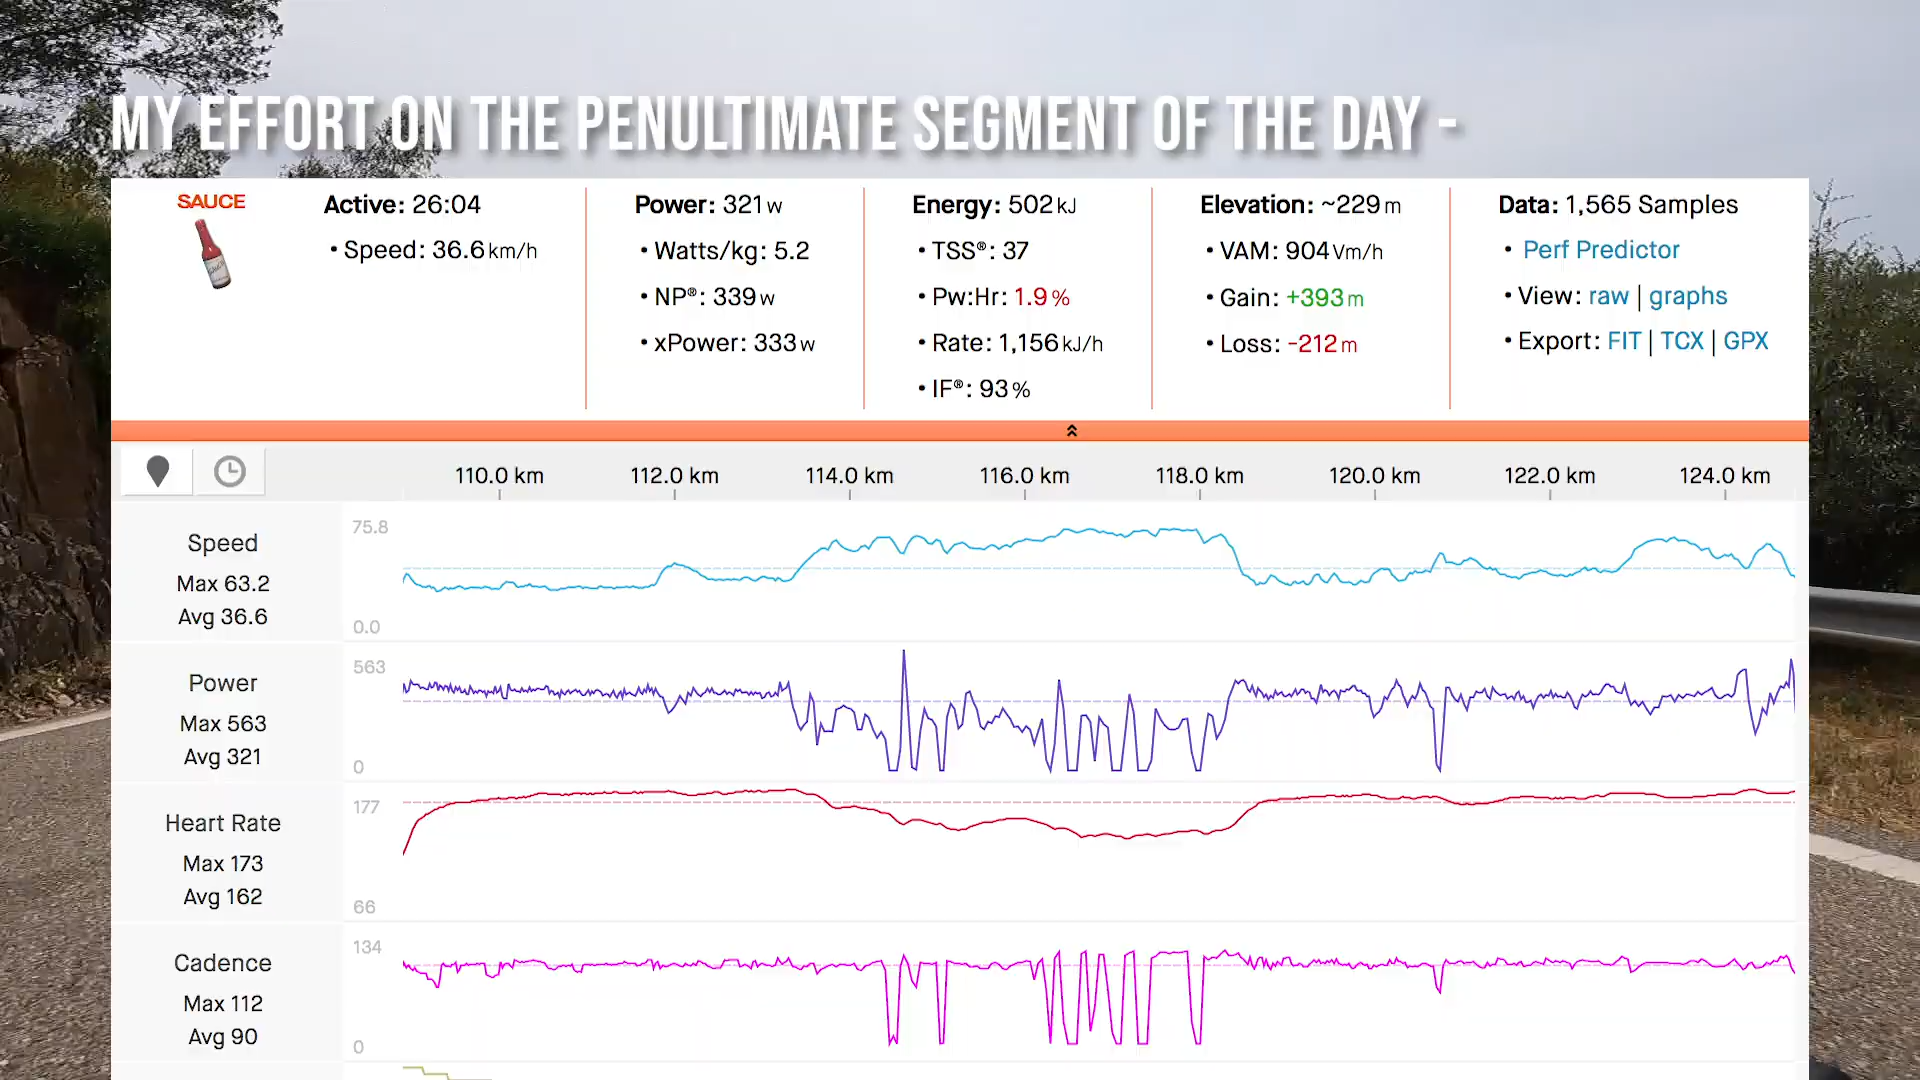 MY EFFORT ON THE PENULTIMATE SEGMENT OF THE DAY -
SAUCE
Active: 26:04
• Speed: 36.6 km/h
Power: 321 w
• Watts/kg: 5.2
• NP®: 339 w
• xPower: 333 w
Energy: 502 kJ
• TSS®: 37
• Pw:Hr: 1.9 %
• Rate: 1,156 kJ/h
• IF®: 93 %
Elevation: ~229 m
• VAM: 904 Vm/h
• Gain: +393 m
• Loss: -212 m
Data: 1,565 Samples
• Perf Predictor
• View: raw | graphs
• Export: FIT | TCX | GPX
110.0 km 112.0 km 114.0 km 116.0 km 118.0 km 120.0 km 122.0 km 124.0 km
Speed
Max 63.2
Avg 36.6
75.8
0.0
Power
Max 563
Avg 321
563
0
Heart Rate
Max 173
Avg 162
177
66
Cadence
Max 112
Avg 90
134
0